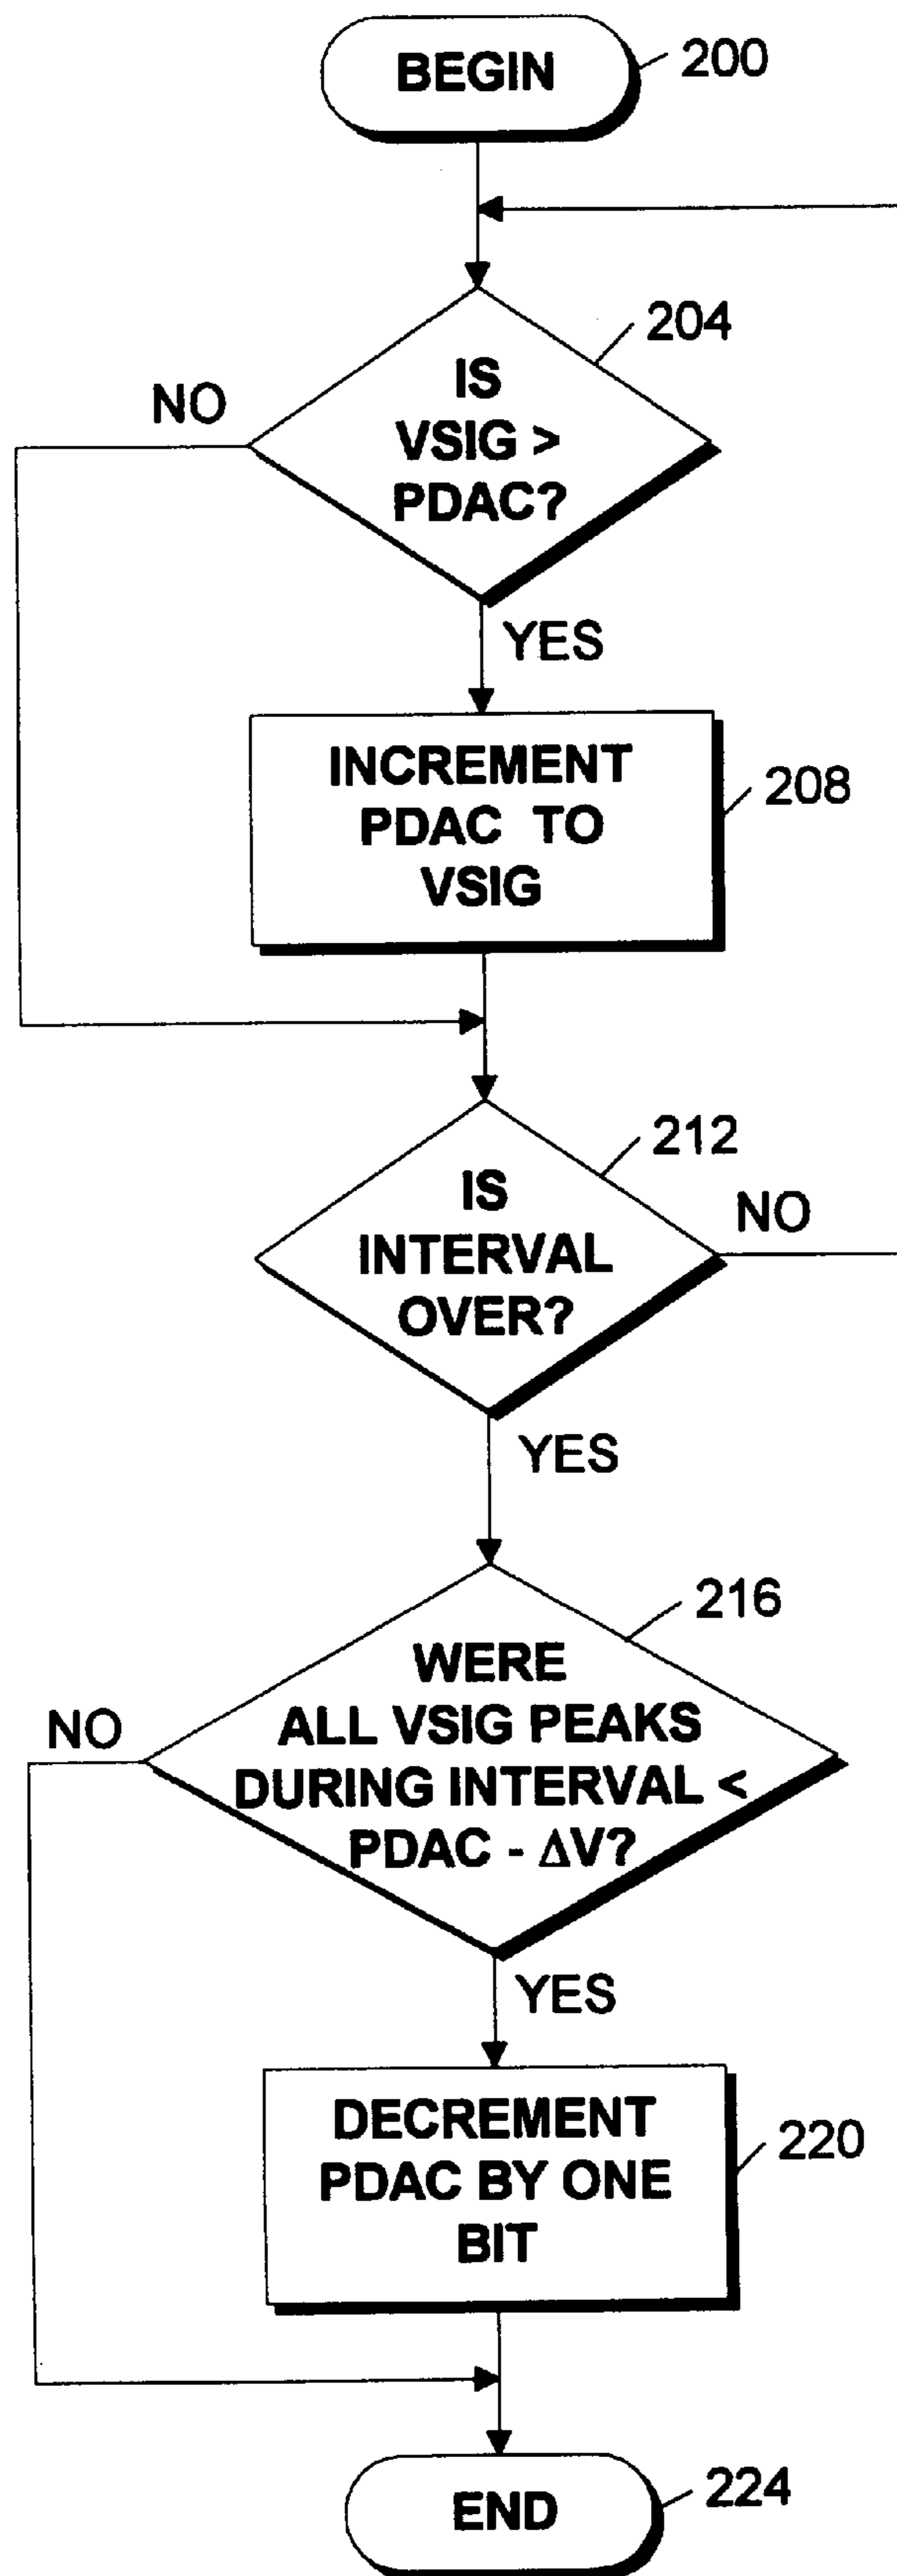 BEGIN
200
204
IS
VSIG >
PDAC?
NO
YES
INCREMENT
PDAC TO
VSIG
208
212
IS
INTERVAL
OVER?
NO
YES
216
WERE
ALL VSIG PEAKS
DURING INTERVAL <
PDAC - ΔV?
NO
YES
DECREMENT
PDAC BY ONE
BIT
220
END
224